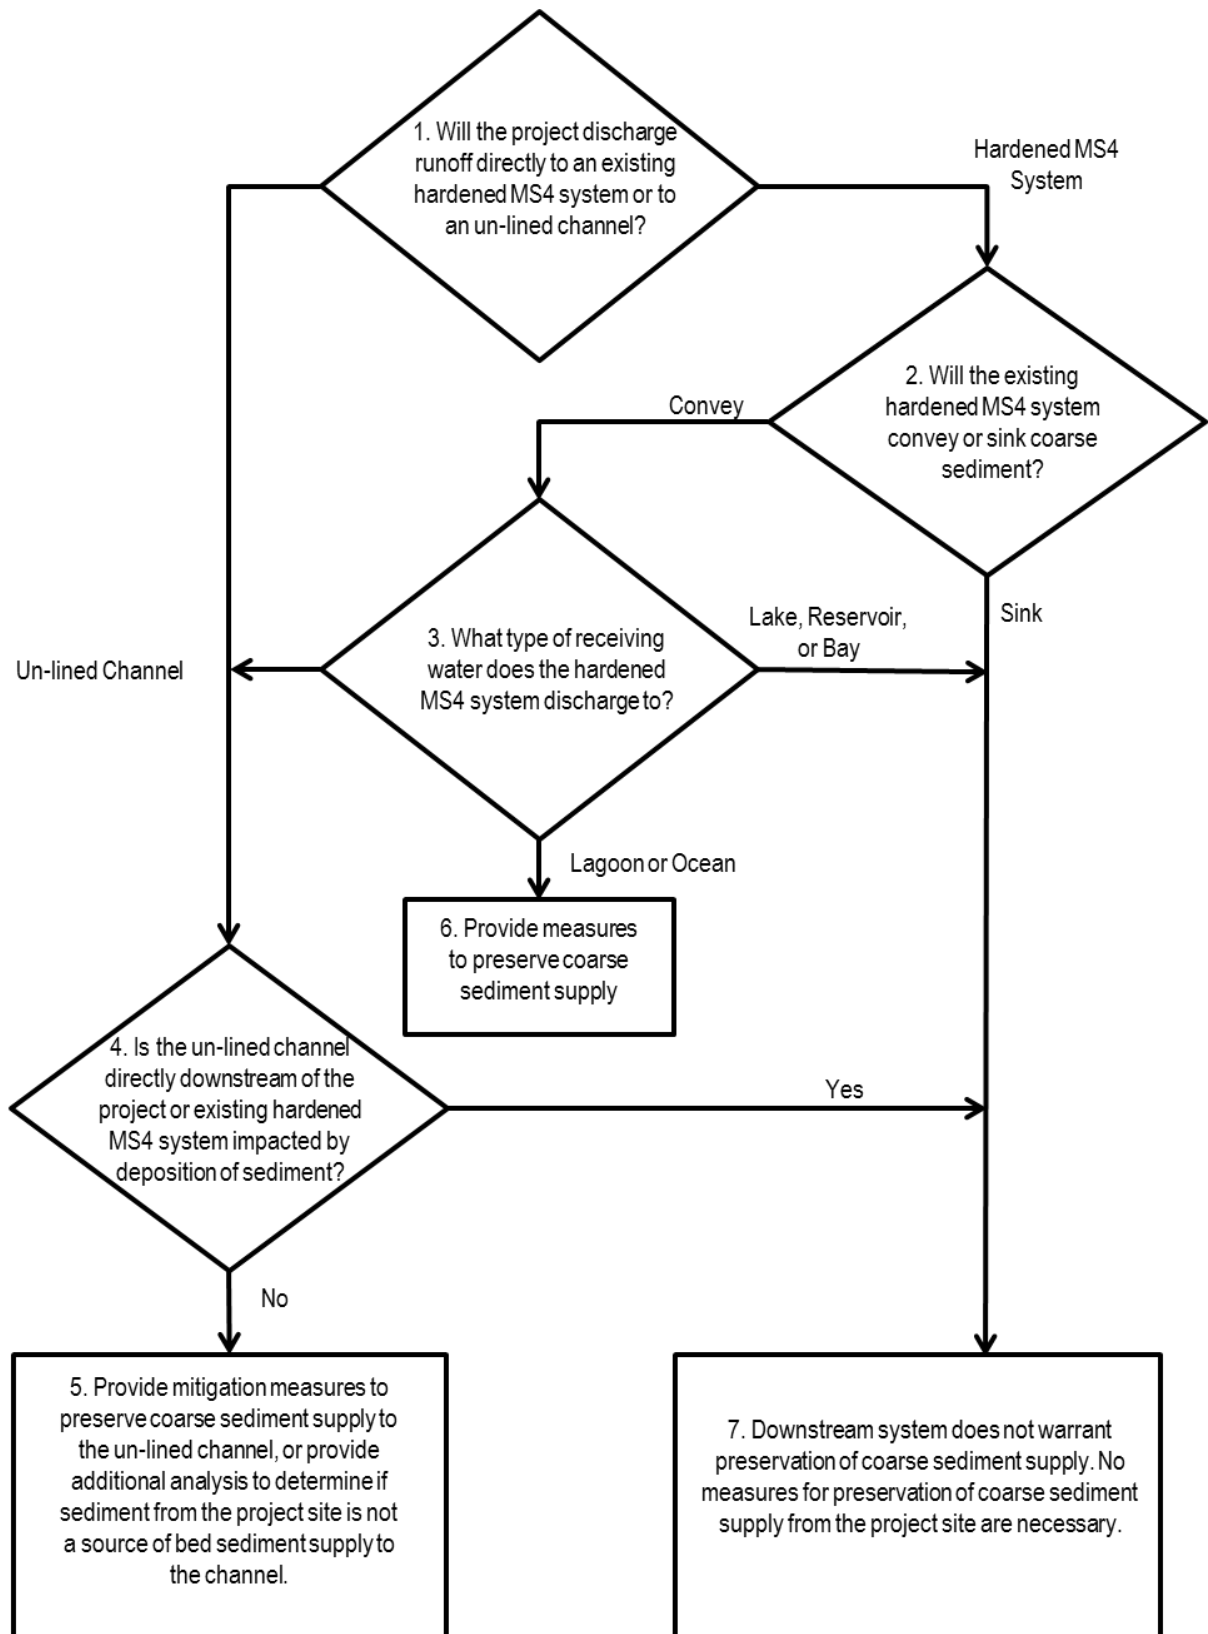 1. Will the project discharge
runoff directly to an existing
hardened MS4 system or to
an un-lined channel?
Hardened MS4
System
2. Will the existing
hardened MS4 system
convey or sink coarse
sediment?
Convey
Sink
3. What type of receiving
water does the hardened
MS4 system discharge to?
Lake, Reservoir,
or Bay
Un-lined Channel
Lagoon or Ocean
6. Provide measures
to preserve coarse
sediment supply
4. Is the un-lined channel
directly downstream of the
project or existing hardened
MS4 system impacted by
deposition of sediment?
Yes
No
5. Provide mitigation measures to
preserve coarse sediment supply to
the un-lined channel, or provide
additional analysis to determine if
sediment from the project site is not
a source of bed sediment supply to
the channel.
7. Downstream system does not warrant
preservation of coarse sediment supply. No
measures for preservation of coarse sediment
supply from the project site are necessary.